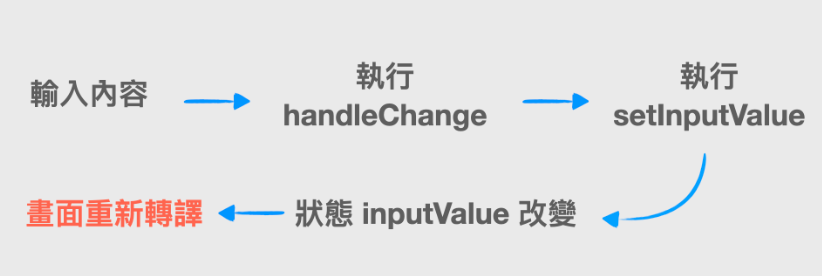 輸入內容
執行
handleChange
執行
setInputValue
狀態 inputValue 改變
畫面重新轉譯